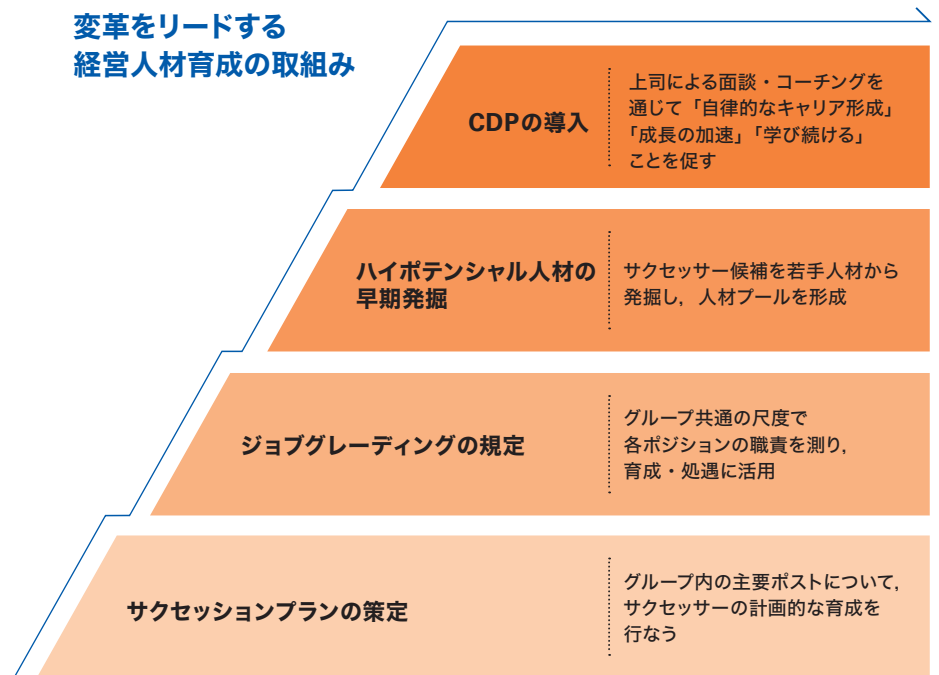 変革をリードする
経営人材育成の取組み
CDPの導入
上司による面談・コーチングを
通じて「自律的なキャリア形成」
「成長の加速」「学び続ける」
ことを促す
ハイポテンシャル人材の
早期発掘
サクセッサー候補を若手人材から
発掘し，人材プールを形成
ジョブグレーディングの規定
グループ共通の尺度で
各ポジションの職責を測り，
育成・処遇に活用
サクセッションプランの策定
グループ内の主要ポストについて，
サクセッサーの計画的な育成を
行なう